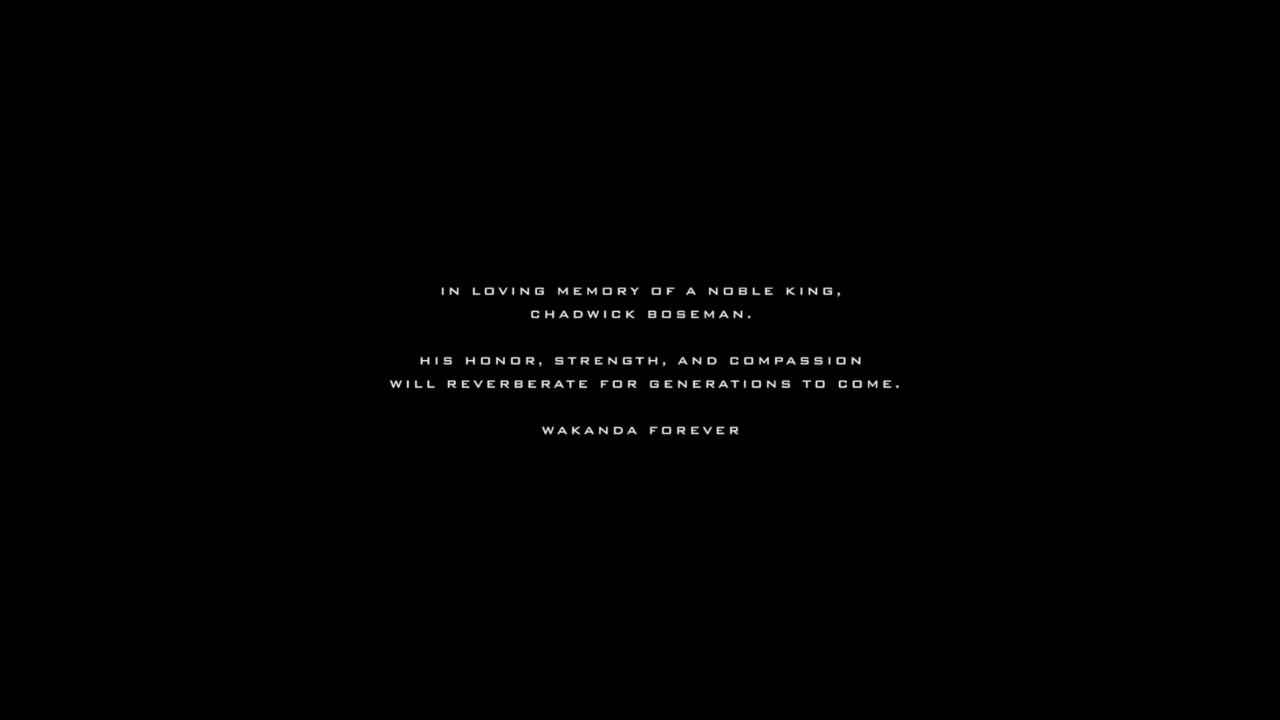 IN LOVING MEMORY OF A NOBLE KING,
CHADWICK BOSEMAN.
HIS HONOR, STRENGTH, AND COMPASSION
WILL REVERBERATE FOR GENERATIONS TO COME.
WAKANDA FOREVER